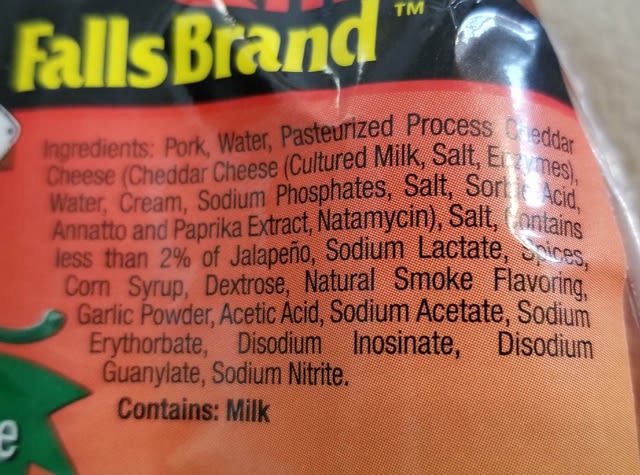 Falls Brand ™
Ingredients: Pork, Water, Pasteurized Process Cheddar
Cheese (Cheddar Cheese (Cultured Milk, Salt, Enzymes),
Water, Cream, Sodium Phosphates, Salt, Sorbic Acid,
Annatto and Paprika Extract, Natamycin), Salt, Contains
less than 2% of Jalapeño, Sodium Lactate, Spices,
Corn Syrup, Dextrose, Natural Smoke Flavoring,
Garlic Powder, Acetic Acid, Sodium Acetate, Sodium
Erythorbate, Disodium Inosinate, Disodium
Guanylate, Sodium Nitrite.
Contains: Milk